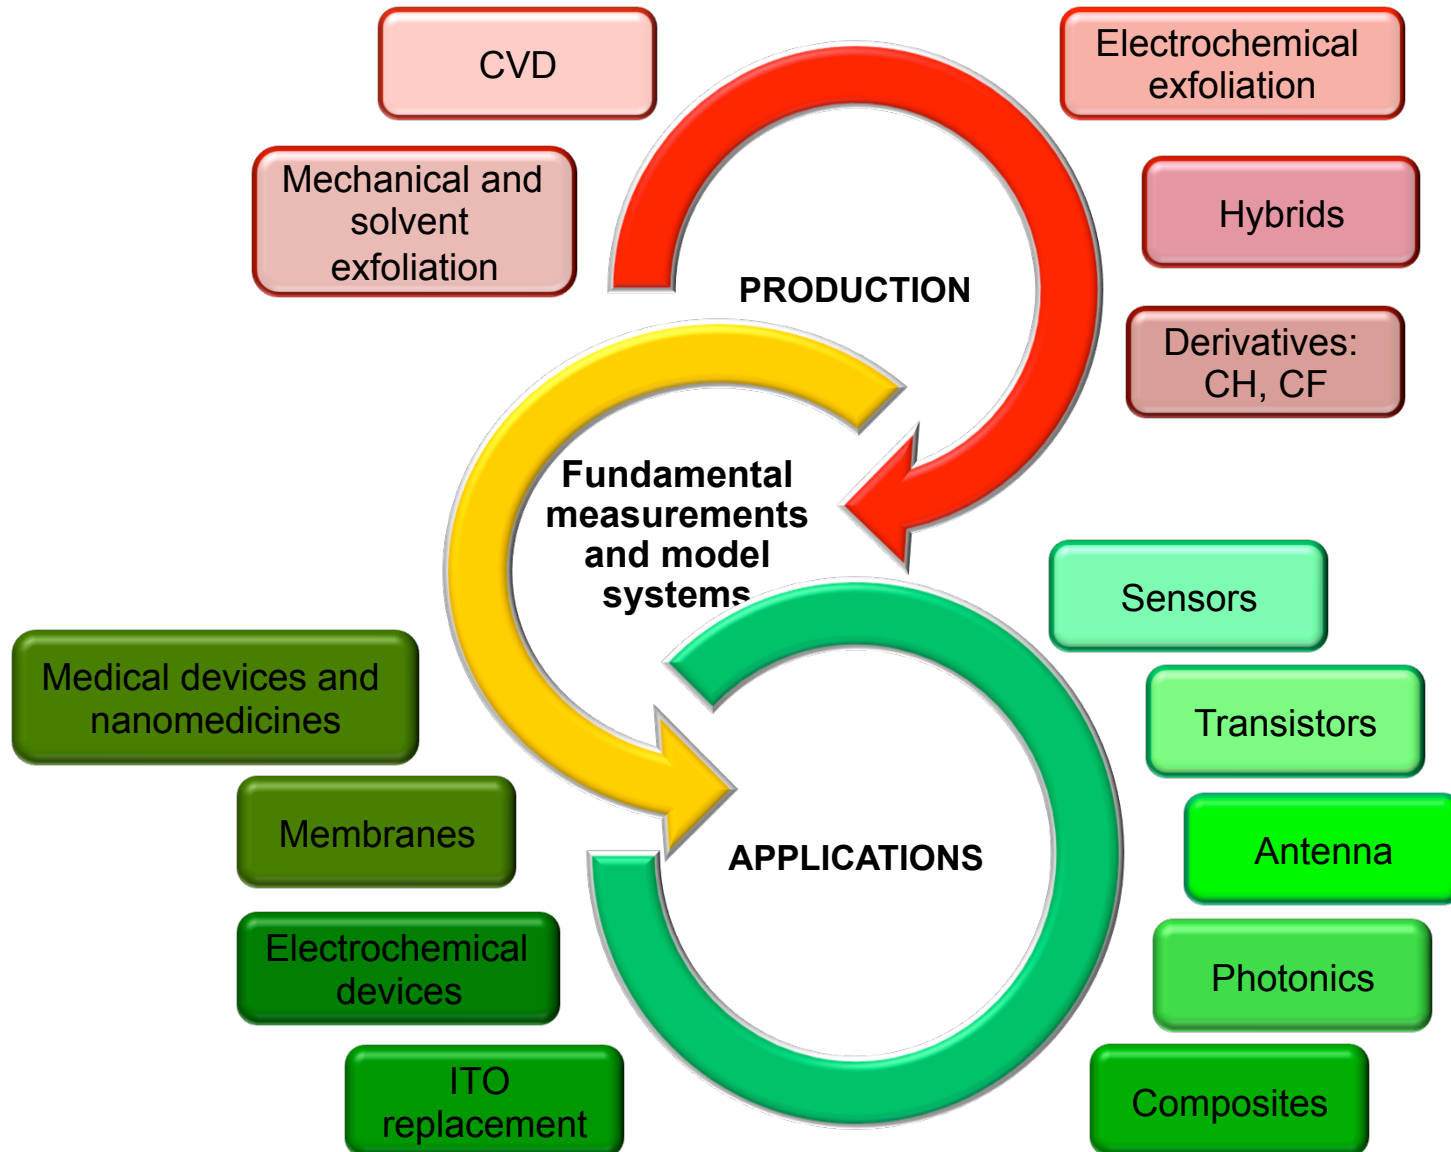 CVD
Electrochemical
exfoliation
Mechanical and
solvent
exfoliation
Hybrids
PRODUCTION
Derivatives:
CH, CF
Fundamental
measurements
and model
systems
Sensors
Medical devices and
nanomedicines
Transistors
Membranes
Antenna
APPLICATIONS
Electrochemical
devices
Photonics
ITO
replacement
Composites